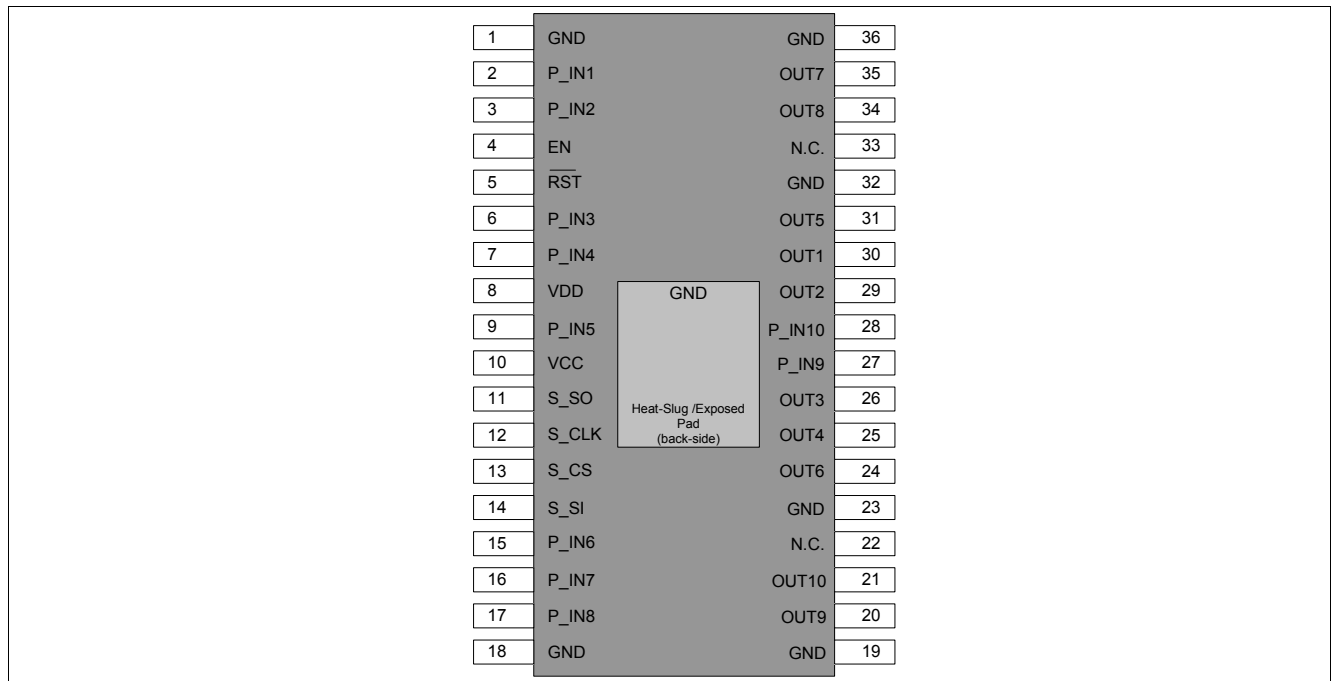 1 GND GND 36
2 P_IN1 OUT7 35
3 P_IN2 OUT8 34
4 EN N.C. 33
5 RST GND 32
6 P_IN3 OUT5 31
7 P_IN4 OUT1 30
8 VDD GND OUT2 29
9 P_IN5 P_IN10 28
10 VCC P_IN9 27
11 S_SO Heat-Slug /Exposed OUT3 26
Pad
12 S_CLK (back-side) OUT4 25
13 S_CS OUT6 24
14 S_SI GND 23
15 P_IN6 N.C. 22
16 P_IN7 OUT10 21
17 P_IN8 OUT9 20
18 GND GND 19